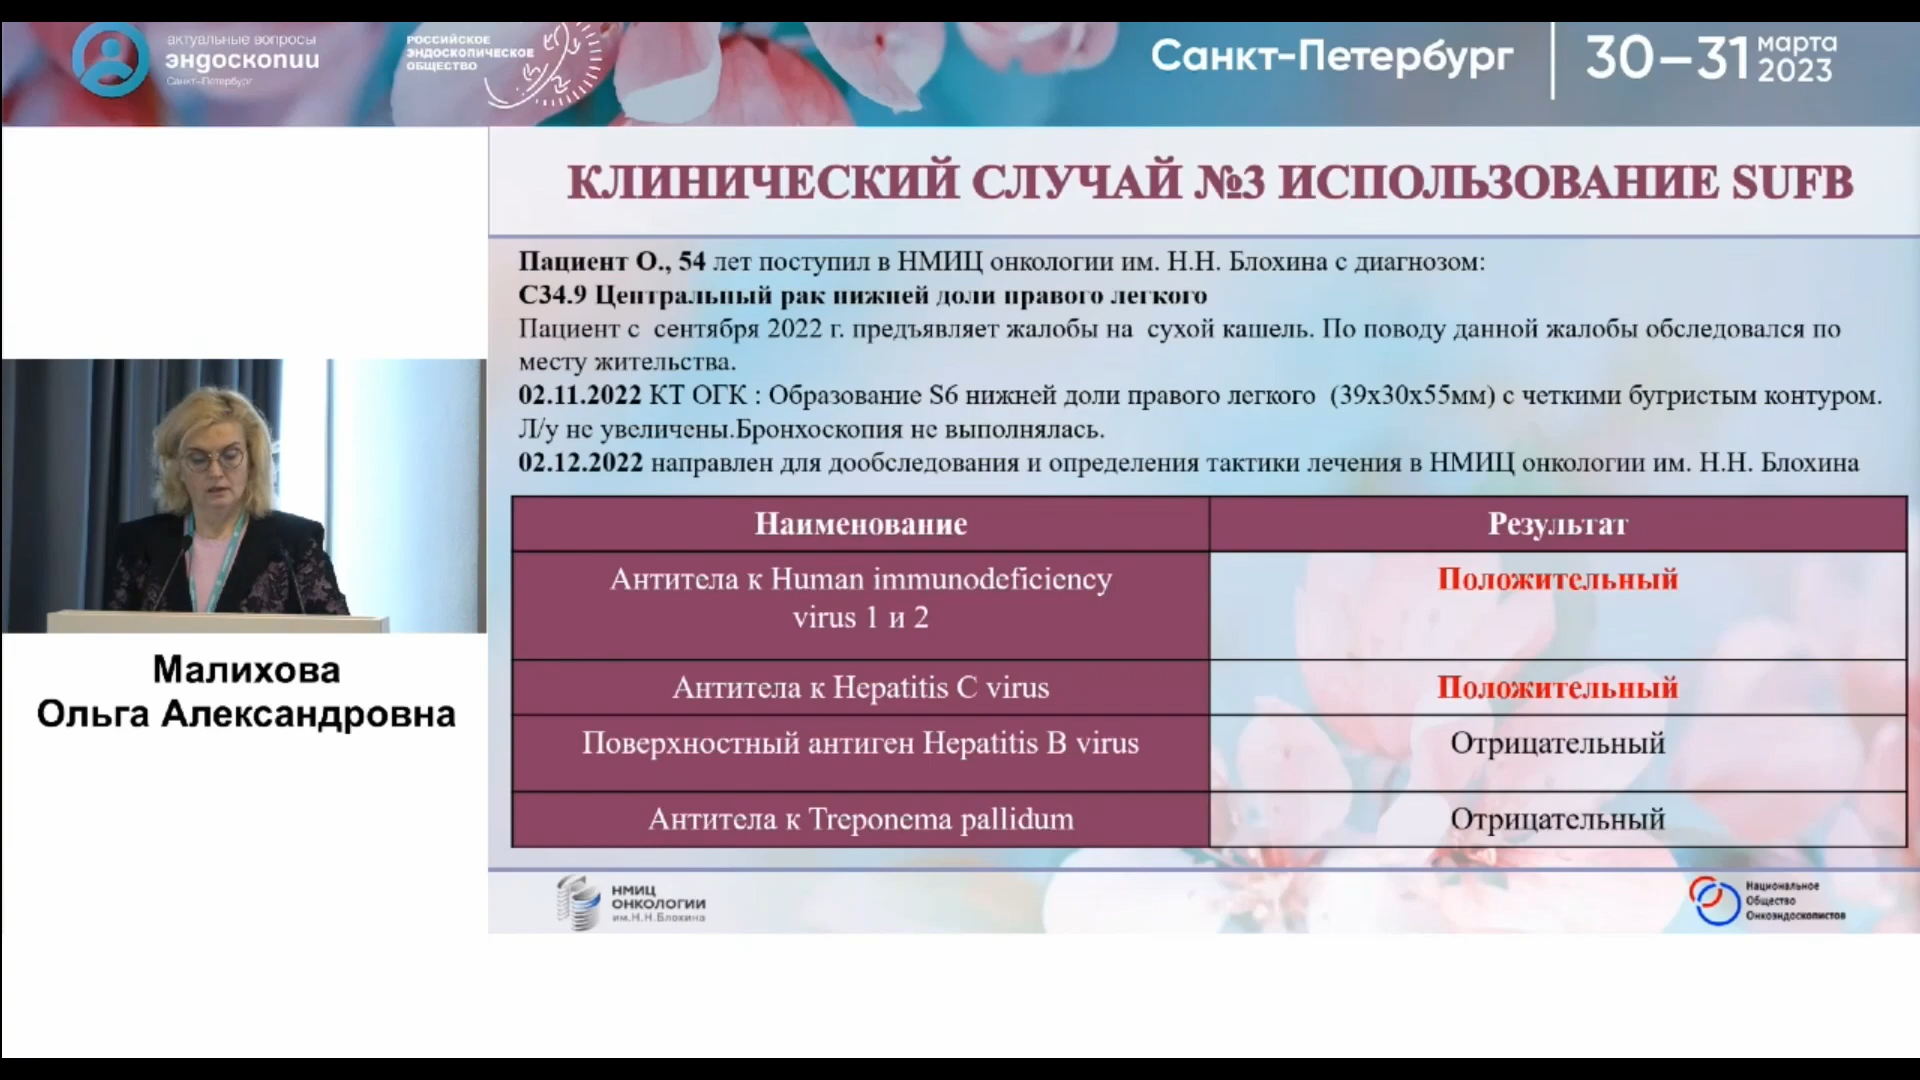 актуальные вопросы
эндоскопии
Санкт-Петербург
РОССИЙСКОЕ
ЭНДОСКОПИЧЕСКОЕ
ОБЩЕСТВО
Санкт-Петербург
30–31 марта 2023
КЛИНИЧЕСКИЙ СЛУЧАЙ №3 ИСПОЛЬЗОВАНИЕ SUFB
Пациент О., 54 лет поступил в НМИЦ онкологии им. Н.Н. Блохина с диагнозом:
С34.9 Центральный рак нижней доли правого легкого
Пациент с сентября 2022 г. предъявляет жалобы на сухой кашель. По поводу данной жалобы обследовался по
месту жительства.
02.11.2022 КТ ОГК : Образование S6 нижней доли правого легкого (39х30х55мм) с четкими бугристым контуром.
Л/у не увеличены.Бронхоскопия не выполнялась.
02.12.2022 направлен для дообследования и определения тактики лечения в НМИЦ онкологии им. Н.Н. Блохина
Наименование Результат
Антитела к Human immunodeficiency Положительный
virus 1 и 2
Антитела к Hepatitis C virus Положительный
Поверхностный антиген Hepatitis B virus Отрицательный
Антитела к Treponema pallidum Отрицательный
Малихова
Ольга Александровна
НМИЦ
ОНКОЛОГИИ
им.Н.Н.Блохина
Национальное
Общество
Онкоэндоскопистов